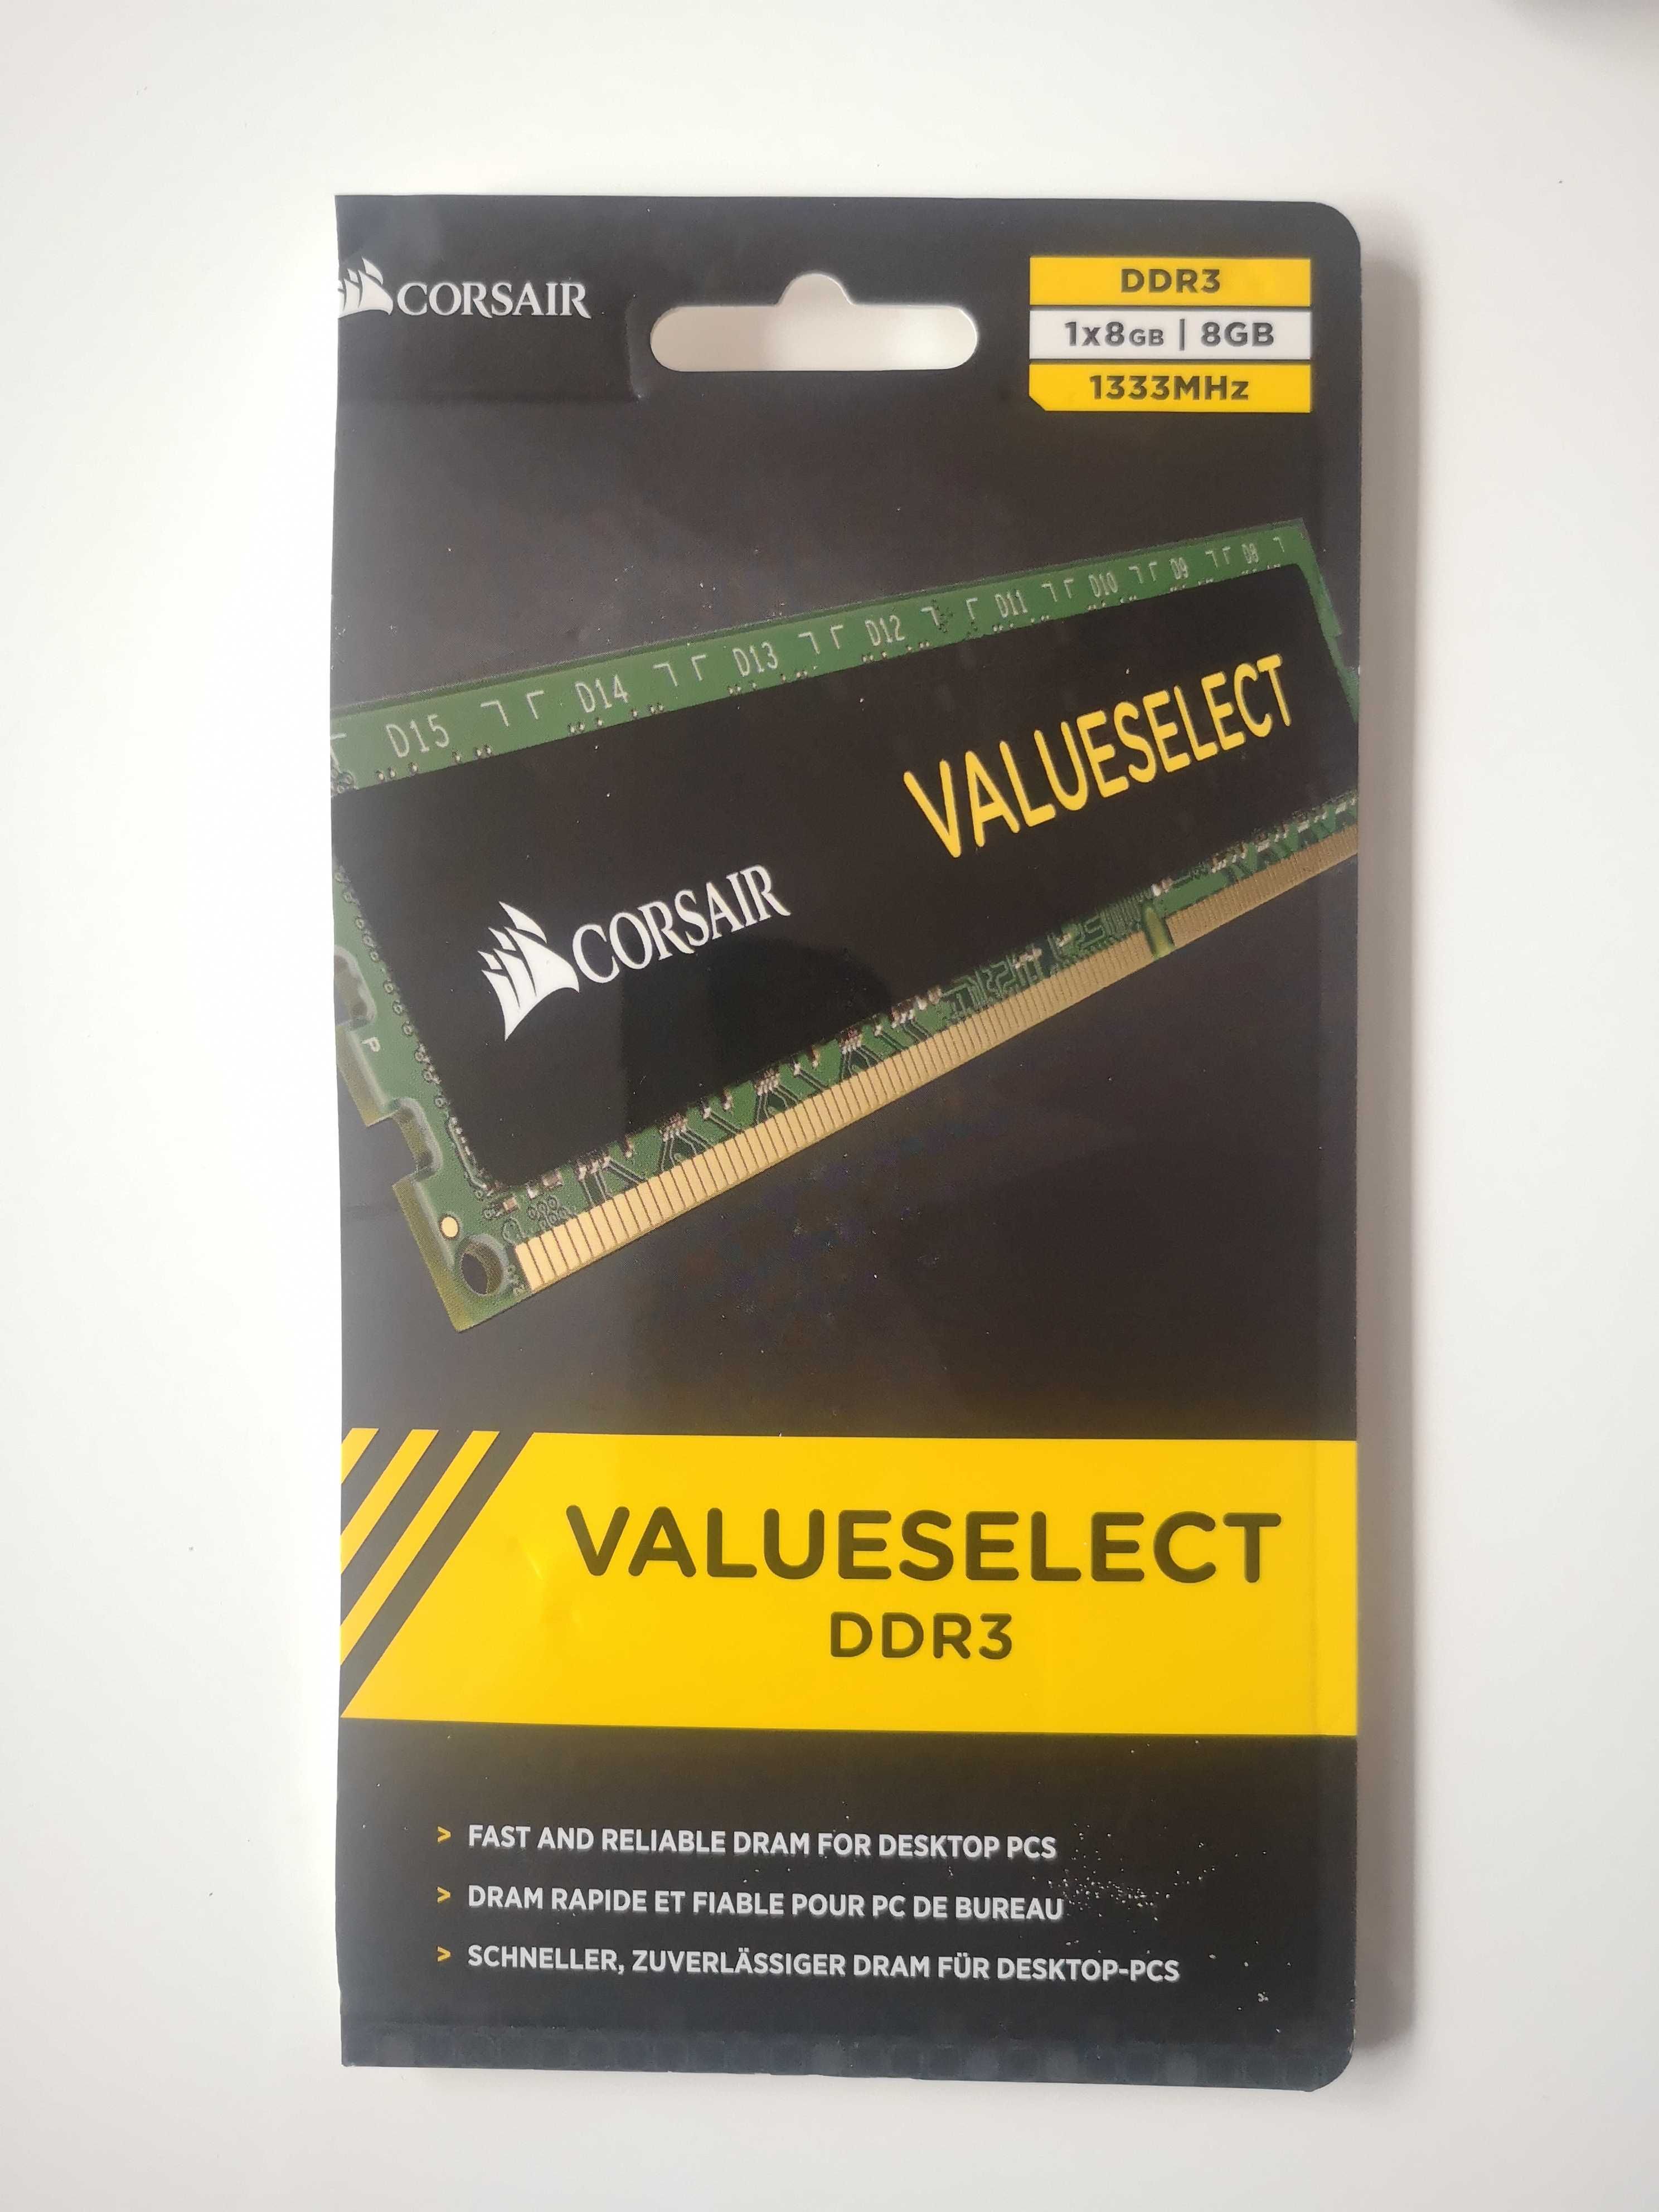 CORSAIR
DDR3
1x8GB | 8GB
1333MHz
D15 D14 D13 D12 D11 D10 D9 D8
VALUESELECT
CORSAIR
P
VALUESELECT
DDR3
> FAST AND RELIABLE DRAM FOR DESKTOP PCS
> DRAM RAPIDE ET FIABLE POUR PC DE BUREAU
> SCHNELLER, ZUVERLÄSSIGER DRAM FÜR DESKTOP-PCS